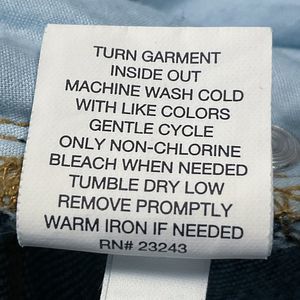 TURN GARMENT
INSIDE OUT
MACHINE WASH COLD
WITH LIKE COLORS
GENTLE CYCLE
ONLY NON-CHLORINE
BLEACH WHEN NEEDED
TUMBLE DRY LOW
REMOVE PROMPTLY
WARM IRON IF NEEDED
RN# 23243